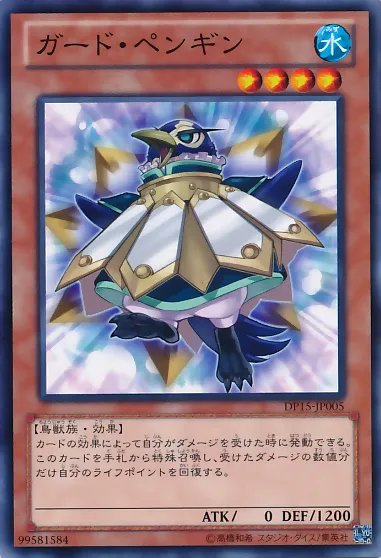 ガード・ペンギン
水
DP15-JP005
【鳥獣族・効果】
カードの効果によって自分がダメージを受けた時に発動できる。
このカードを手札から特殊召喚し、受けたダメージの数値分
だけ自分のライフポイントを回復する。
ATK/ 0 DEF/1200
99581584
©高橋和希 スタジオ・ダイス/集英社